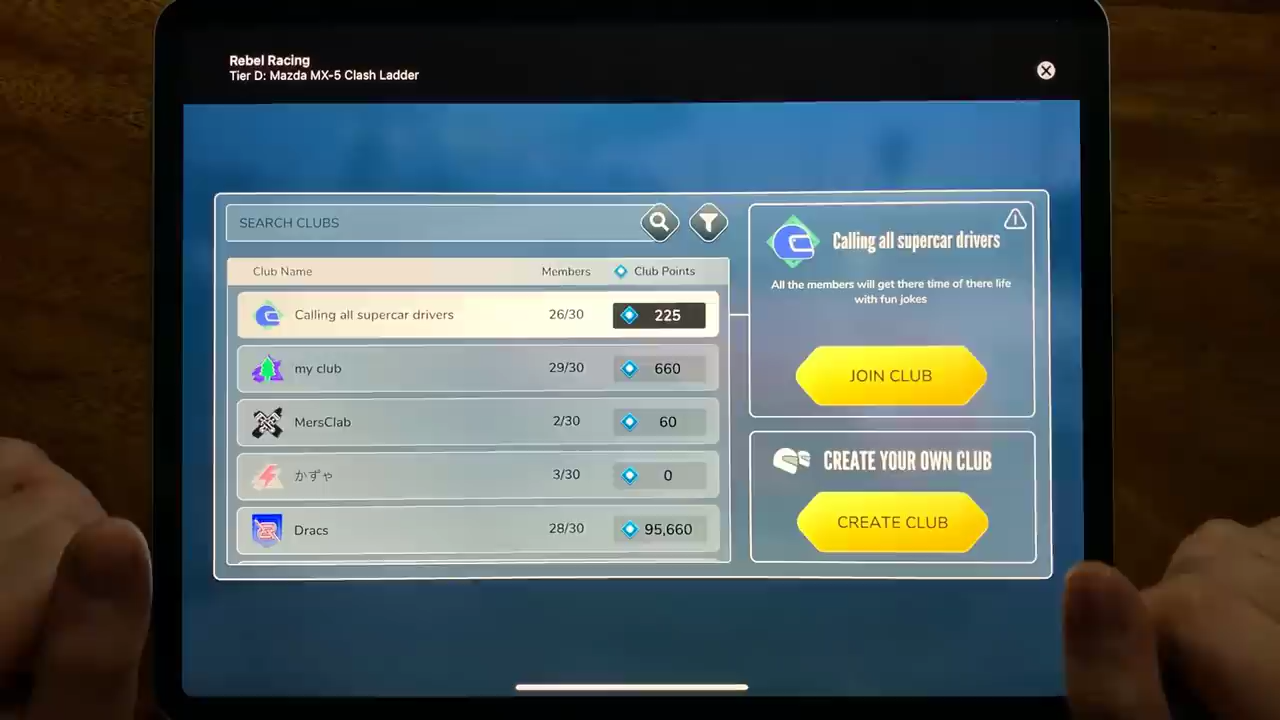 Rebel Racing
Tier D: Mazda MX-5 Clash Ladder
SEARCH CLUBS
Club Name Members Club Points
Calling all supercar drivers 26/30 225
my club 29/30 660
MersClab 2/30 60
かずや 3/30 0
Dracs 28/30 95,660
Calling all supercar drivers
All the members will get there time of there life
with fun jokes
JOIN CLUB
CREATE YOUR OWN CLUB
CREATE CLUB